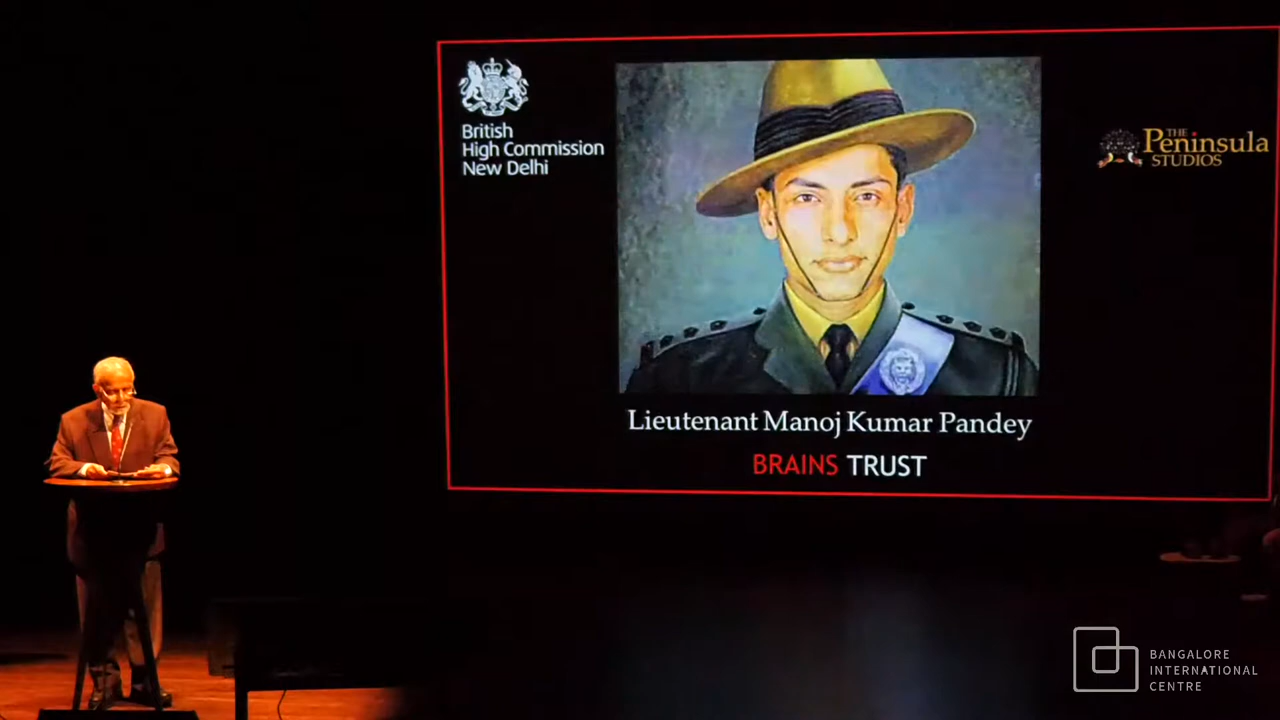 British
High Commission
New Delhi
THE
Peninsula
STUDIOS
Lieutenant Manoj Kumar Pandey
BRAINS TRUST
BANGALORE
INTERNATIONAL
CENTRE